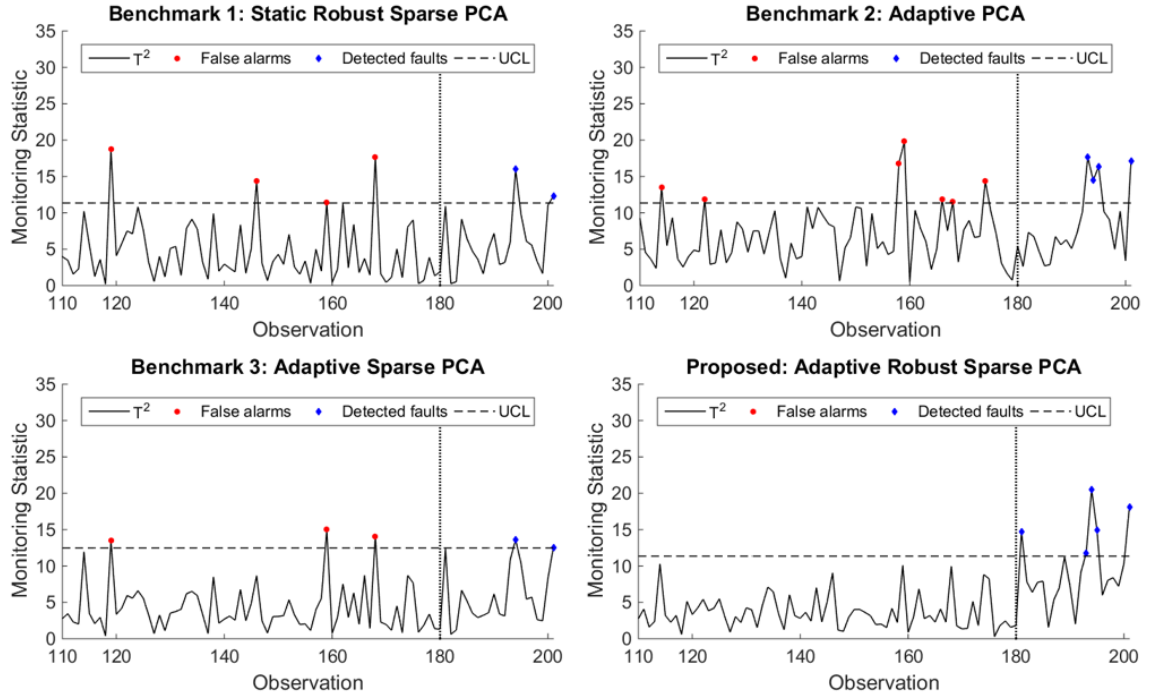 Benchmark 1: Static Robust Sparse PCA
35
30
25
20
15
10
5
0
Monitoring Statistic
T² False alarms Detected faults UCL
110 120 140 160 180 200
Observation
Benchmark 2: Adaptive PCA
35
30
25
20
15
10
5
0
Monitoring Statistic
T² False alarms Detected faults UCL
110 120 140 160 180 200
Observation
Benchmark 3: Adaptive Sparse PCA
35
30
25
20
15
10
5
0
Monitoring Statistic
T² False alarms Detected faults UCL
110 120 140 160 180 200
Observation
Proposed: Adaptive Robust Sparse PCA
35
30
25
20
15
10
5
0
Monitoring Statistic
T² False alarms Detected faults UCL
110 120 140 160 180 200
Observation